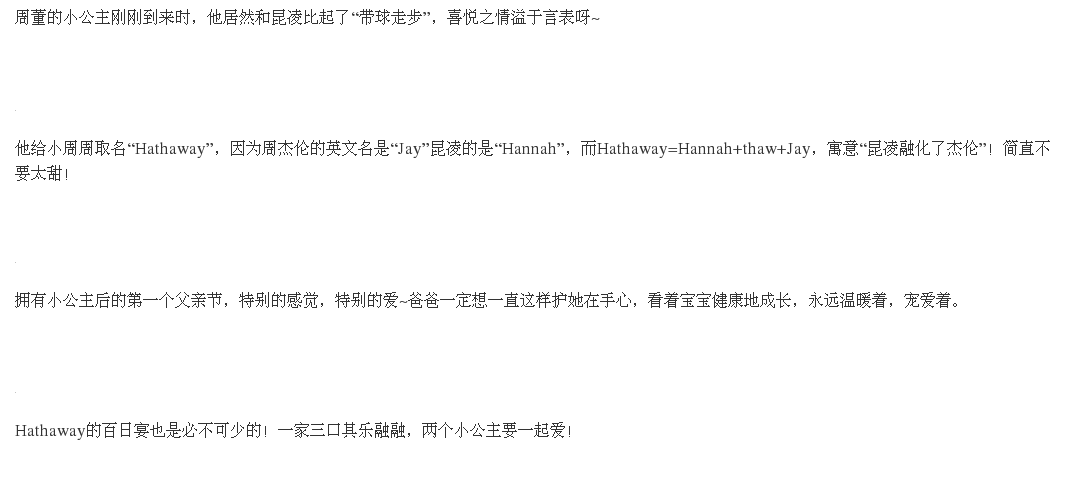 周董的小公主刚刚到来时，他居然和昆凌比起了“带球走步”，喜悦之情溢于言表呀~
他给小周周取名“Hathaway”，因为周杰伦的英文名是“Jay”昆凌的是“Hannah”，而Hathaway=Hannah+thaw+Jay，寓意“昆凌融化了杰伦”！简直不
要太甜！
拥有小公主后的第一个父亲节，特别的感觉，特别的爱~爸爸一定想一直这样护她在手心，看着宝宝健康地成长，永远温暖着，宠爱着。
Hathaway的百日宴也是必不可少的！一家三口其乐融融，两个小公主要一起爱！